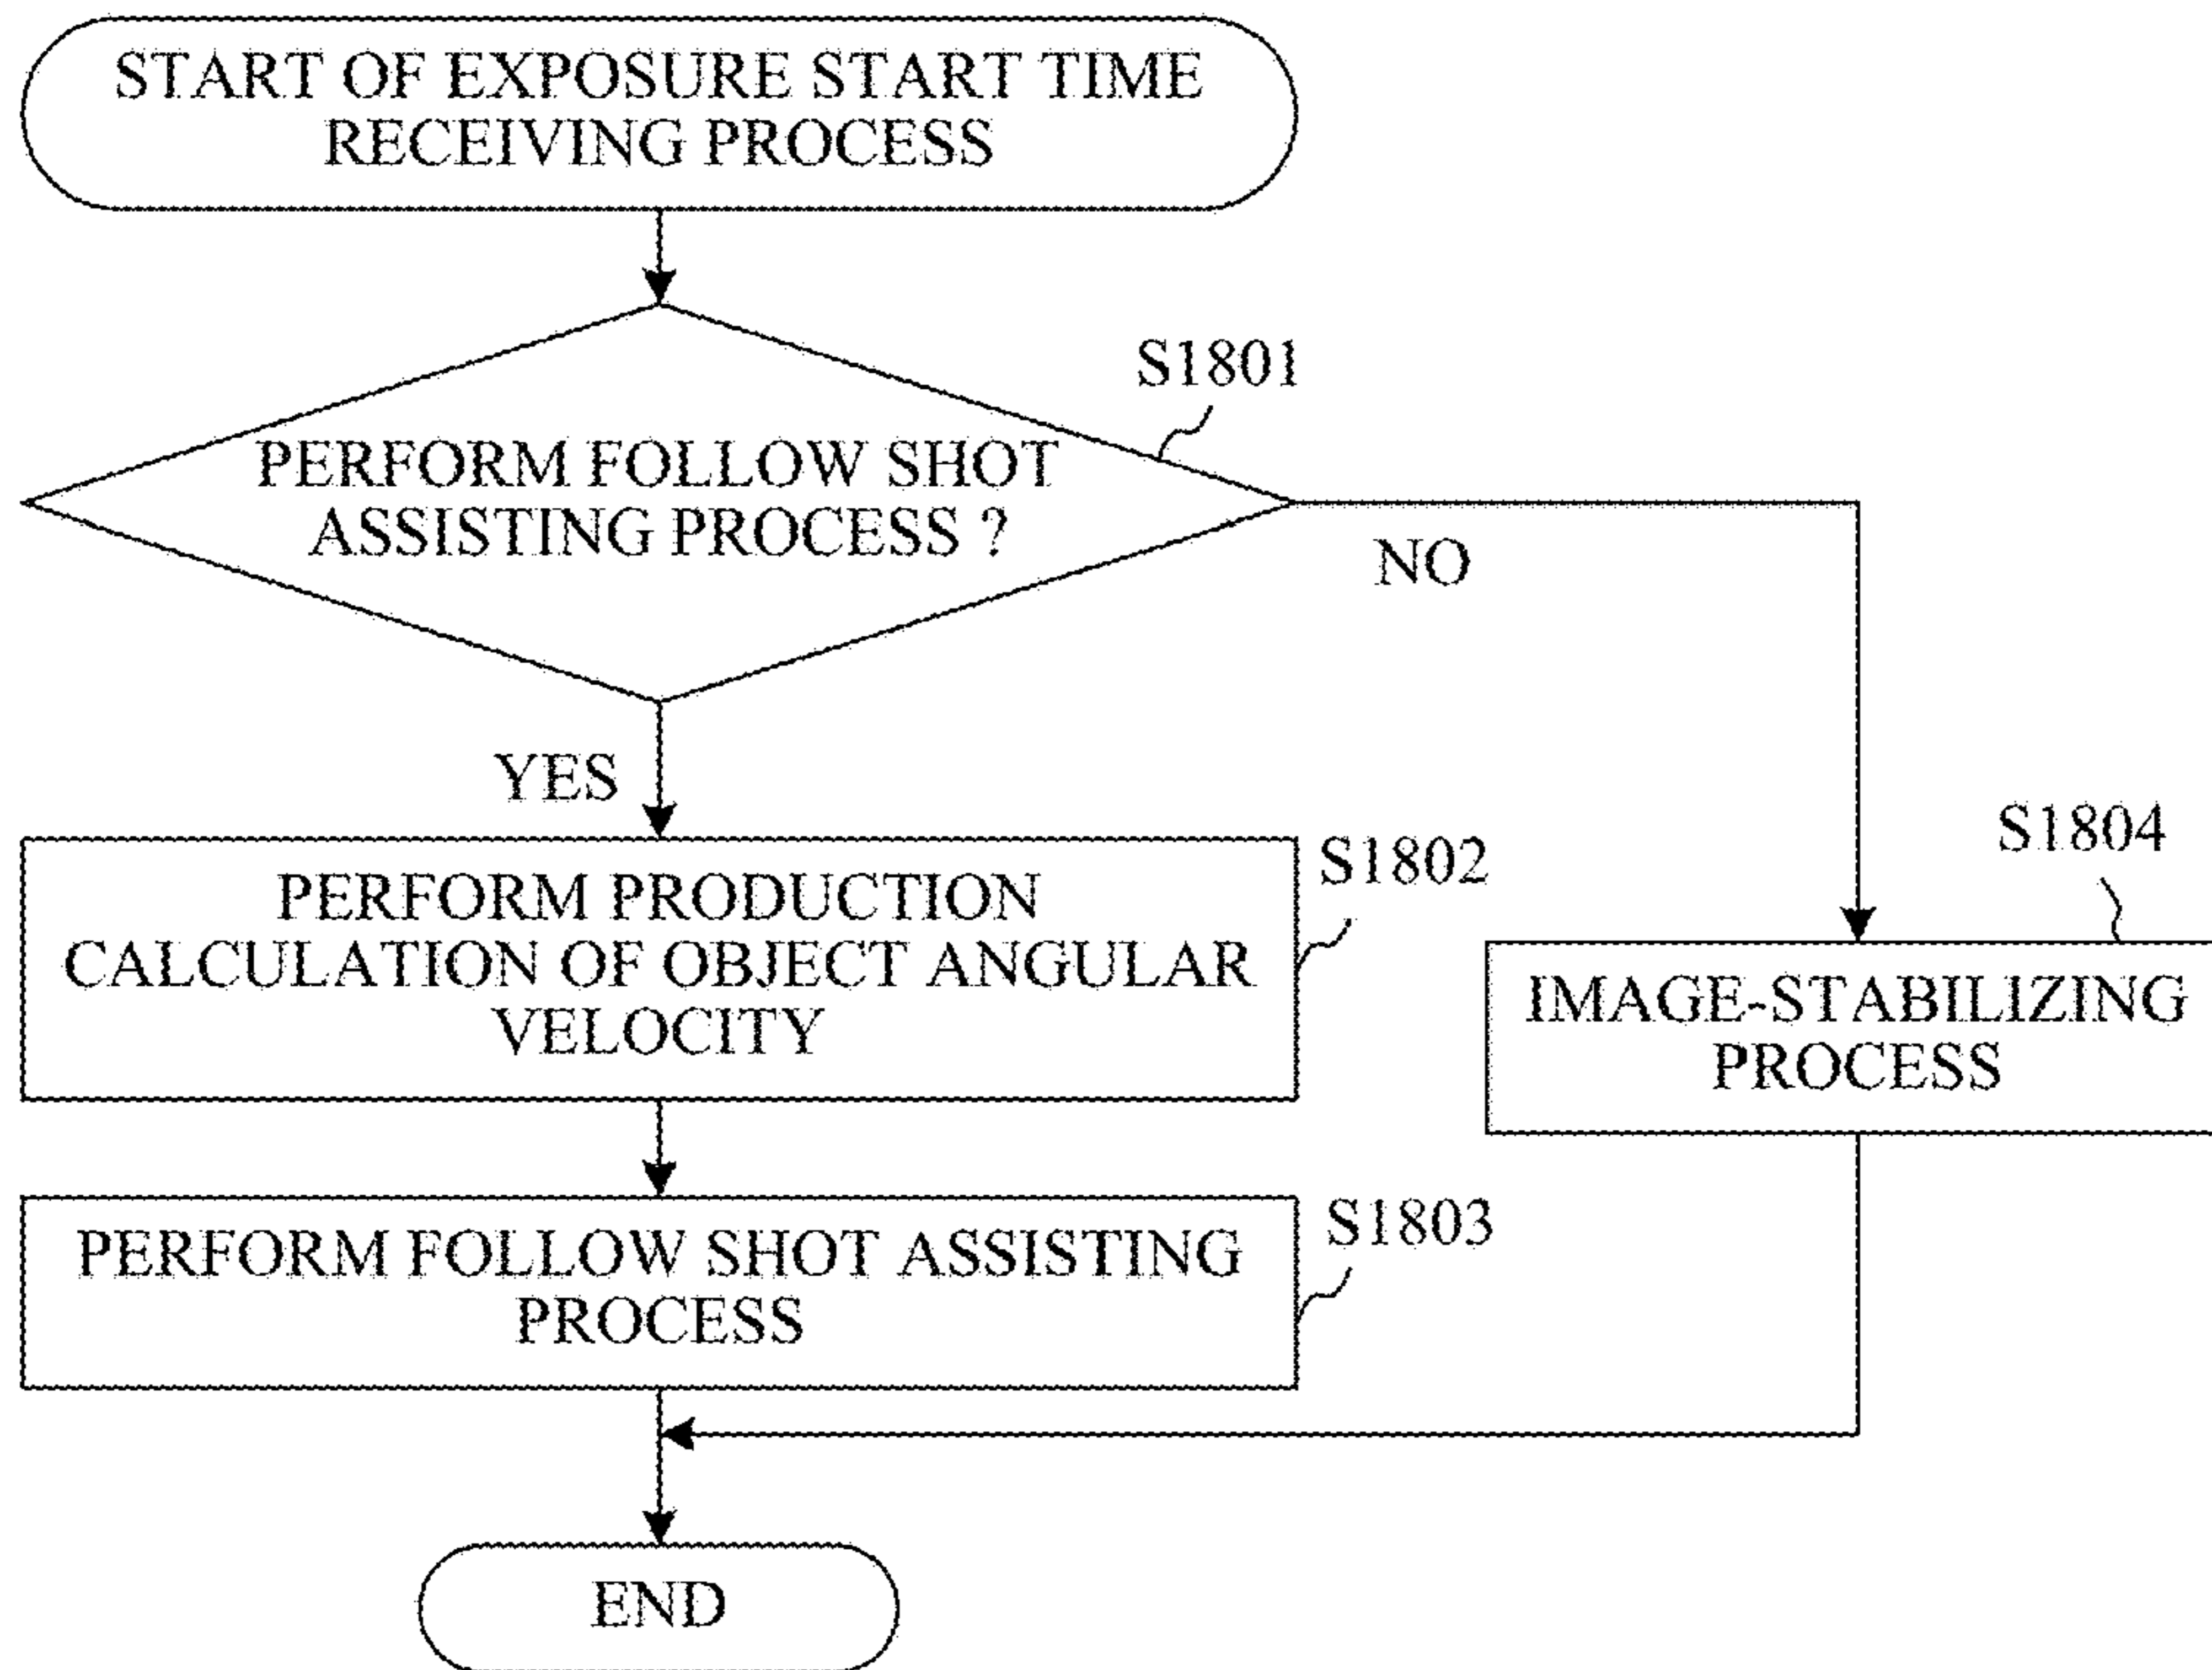 START OF EXPOSURE START TIME
RECEIVING PROCESS
S1801
PERFORM FOLLOW SHOT
ASSISTING PROCESS ?
NO
YES
S1802
PERFORM PRODUCTION
CALCULATION OF OBJECT ANGULAR
VELOCITY
S1804
IMAGE-STABILIZING
PROCESS
S1803
PERFORM FOLLOW SHOT ASSISTING
PROCESS
END